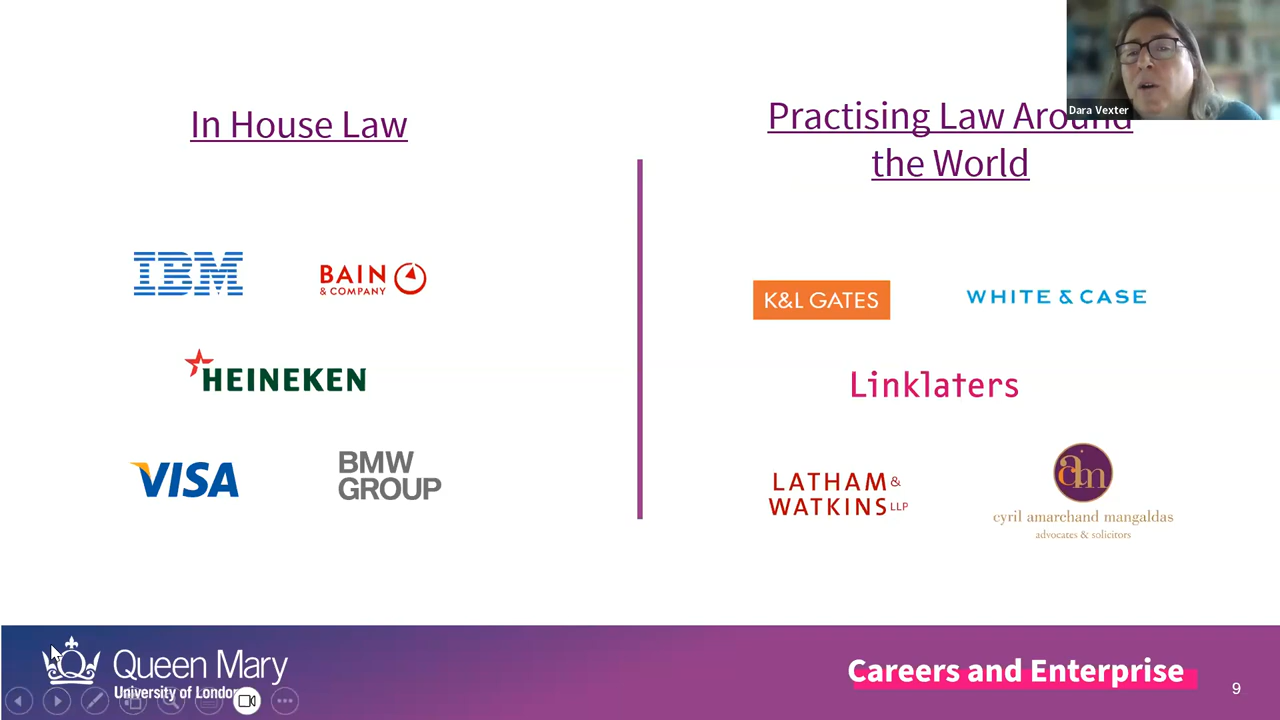 In House Law
IBM
BAIN
& COMPANY
HEINEKEN
VISA
BMW
GROUP
Practising Law Around
the World
K&L GATES
WHITE & CASE
Linklaters
LATHAM &
WATKINS LLP
aim
cyril amarchand mangaldas
advocates & solicitors
Dara Vexter
Queen Mary
University of London
Careers and Enterprise
9